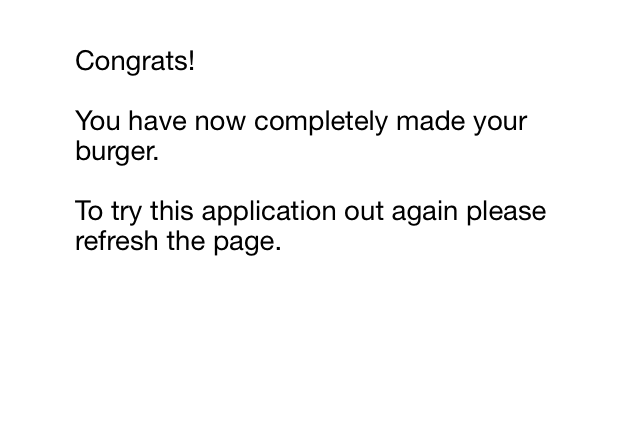 Congrats!
You have now completely made your
burger.
To try this application out again please
refresh the page.